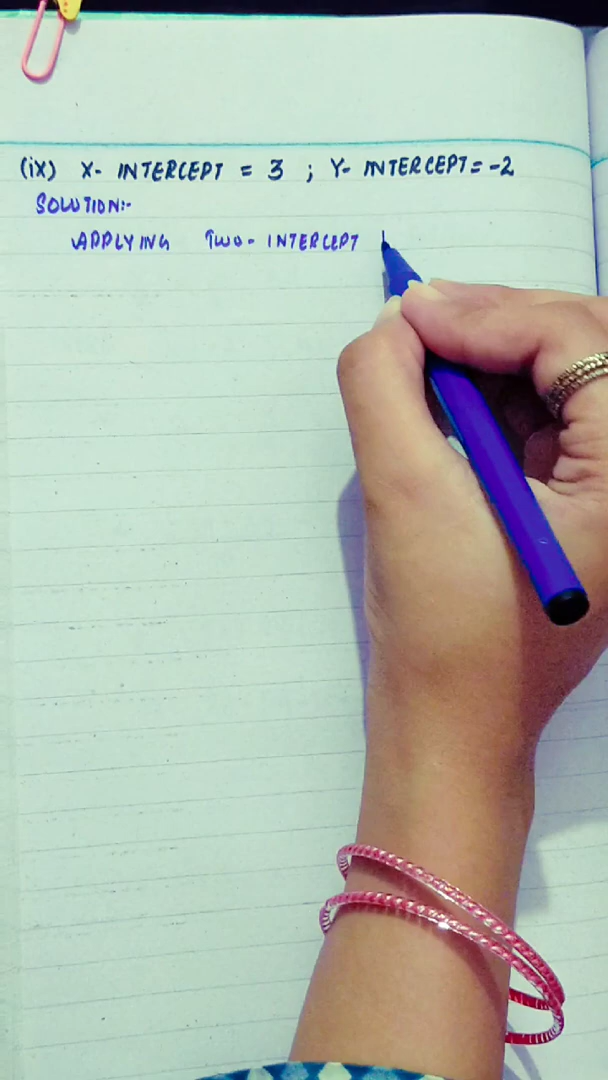 (ix) X- INTERCEPT = 3 ; Y- INTERCEPT = -2
SOLUTION:-
APPLYING TWO- INTERCEPT